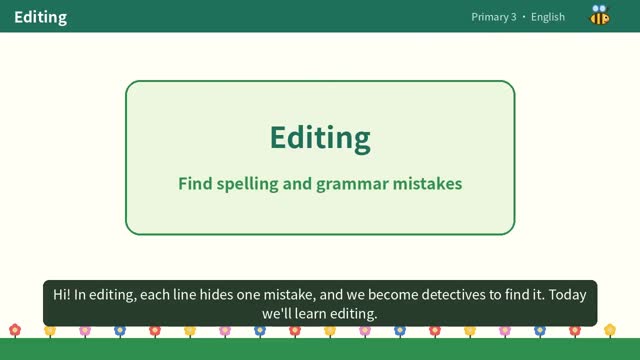 Editing
Primary 3 • English
Editing
Find spelling and grammar mistakes
Hi! In editing, each line hides one mistake, and we become detectives to find it. Today
we'll learn editing.